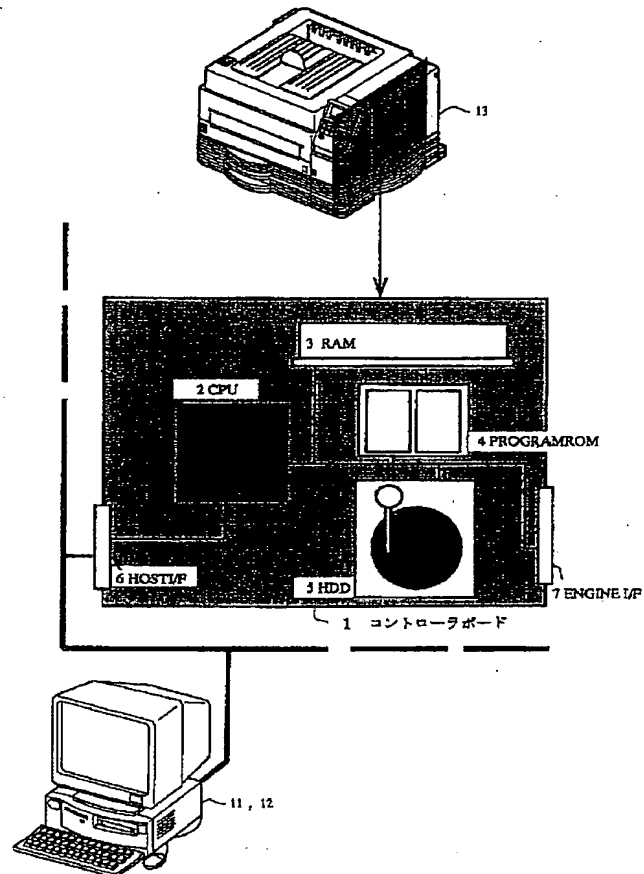 13
3 RAM
2 CPU
4 PROGRAMROM
6 HOSTI/F
5 HDD
7 ENGINE I/F
1 コントローラボード
11, 12